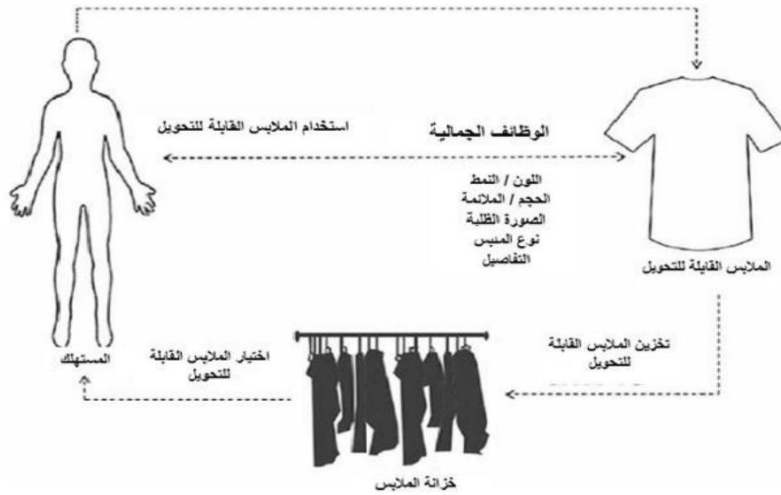 استخدام الملابس القابلة للتحويل
الوظائف الجمالية
اللون / النمط
الحجم / الملائمة
الصورة الظلية
نوع الملبس
التفاصيل
الملابس القابلة للتحويل
تخزين الملابس القابلة
للتحويل
اختيار الملابس القابلة
للتحويل
المستهلك
خزانة الملابس